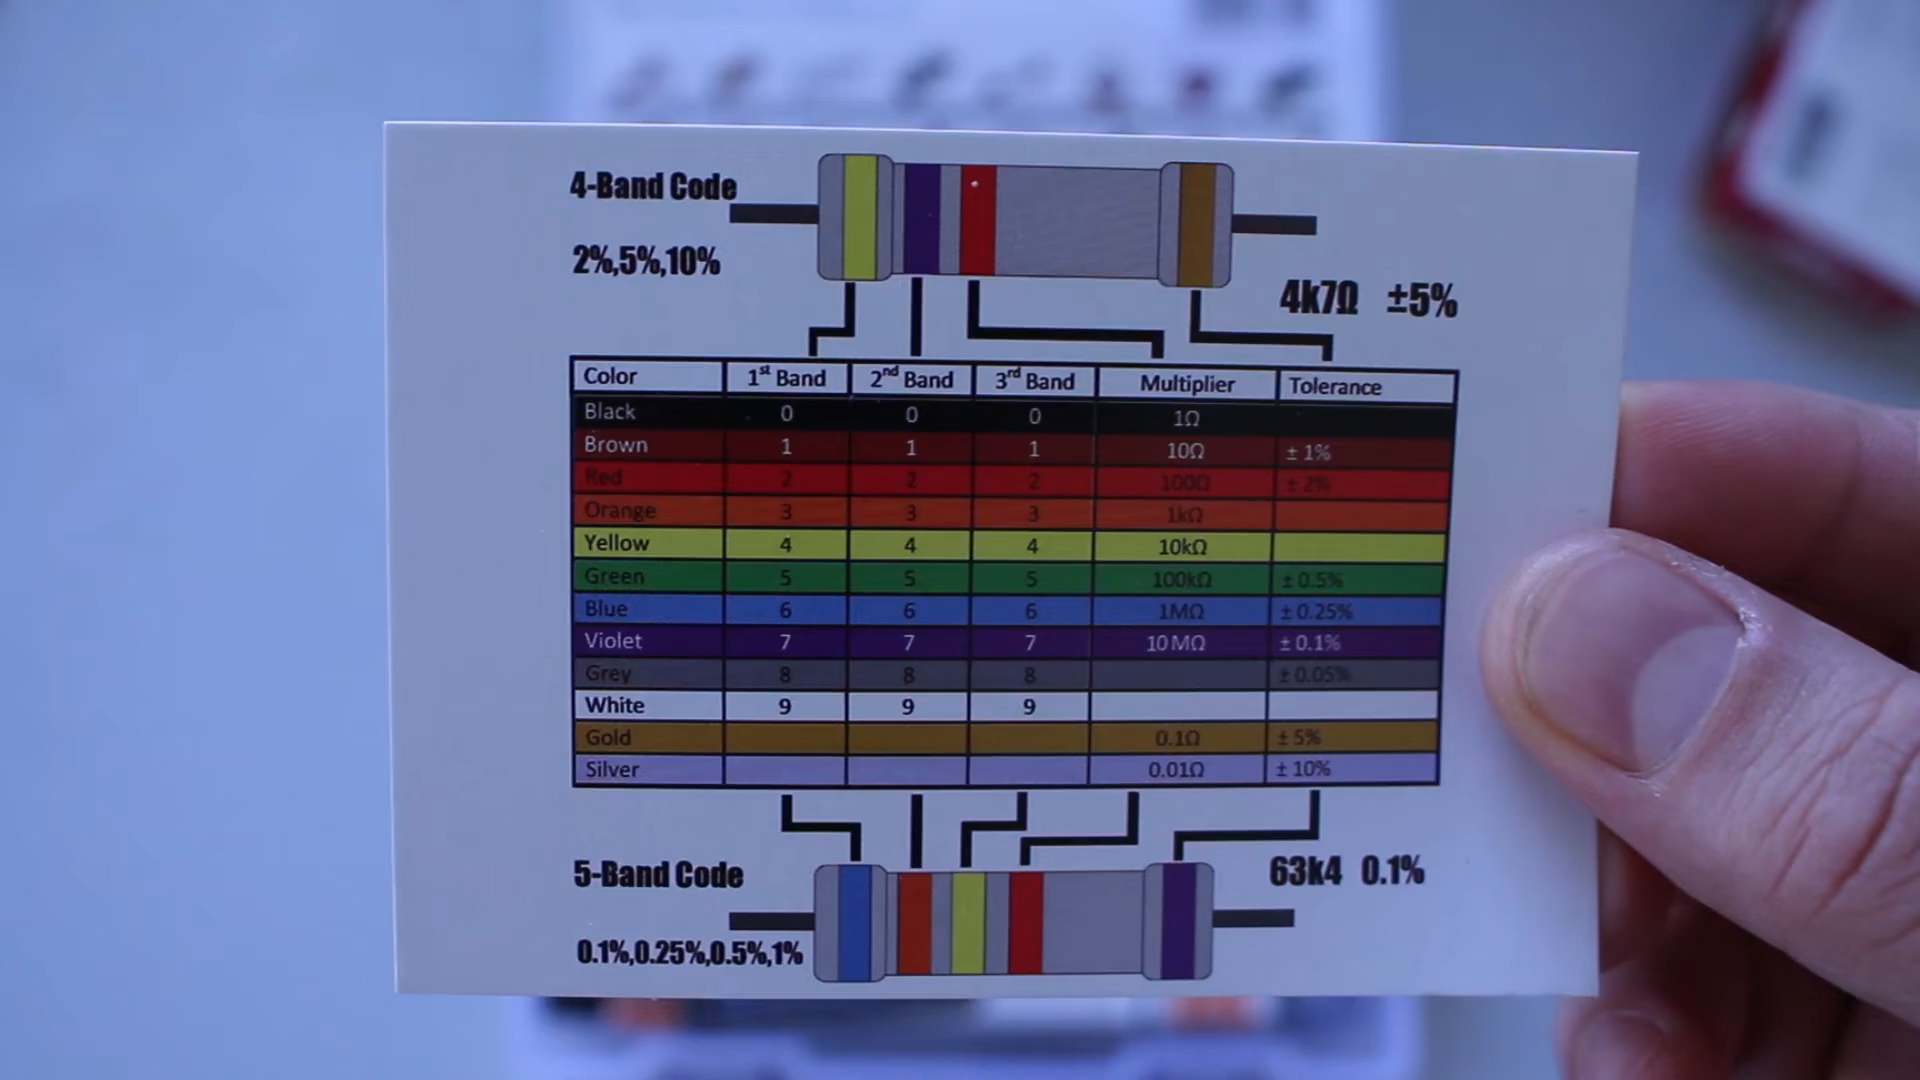 4-Band Code
2%,5%,10%
4k7Ω ±5%
Color 1st Band 2nd Band 3rd Band Multiplier Tolerance
Black 0 0 0 1Ω
Brown 1 1 1 10Ω ± 1%
Red 2 2 2 100Ω ± 2%
Orange 3 3 3 1kΩ
Yellow 4 4 4 10kΩ
Green 5 5 5 100kΩ ± 0.5%
Blue 6 6 6 1MΩ ± 0.25%
Violet 7 7 7 10 MΩ ± 0.1%
Grey 8 8 8 ± 0.05%
White 9 9 9
Gold 0.1Ω ± 5%
Silver 0.01Ω ± 10%
5-Band Code
63k4 0.1%
0.1%,0.25%,0.5%,1%